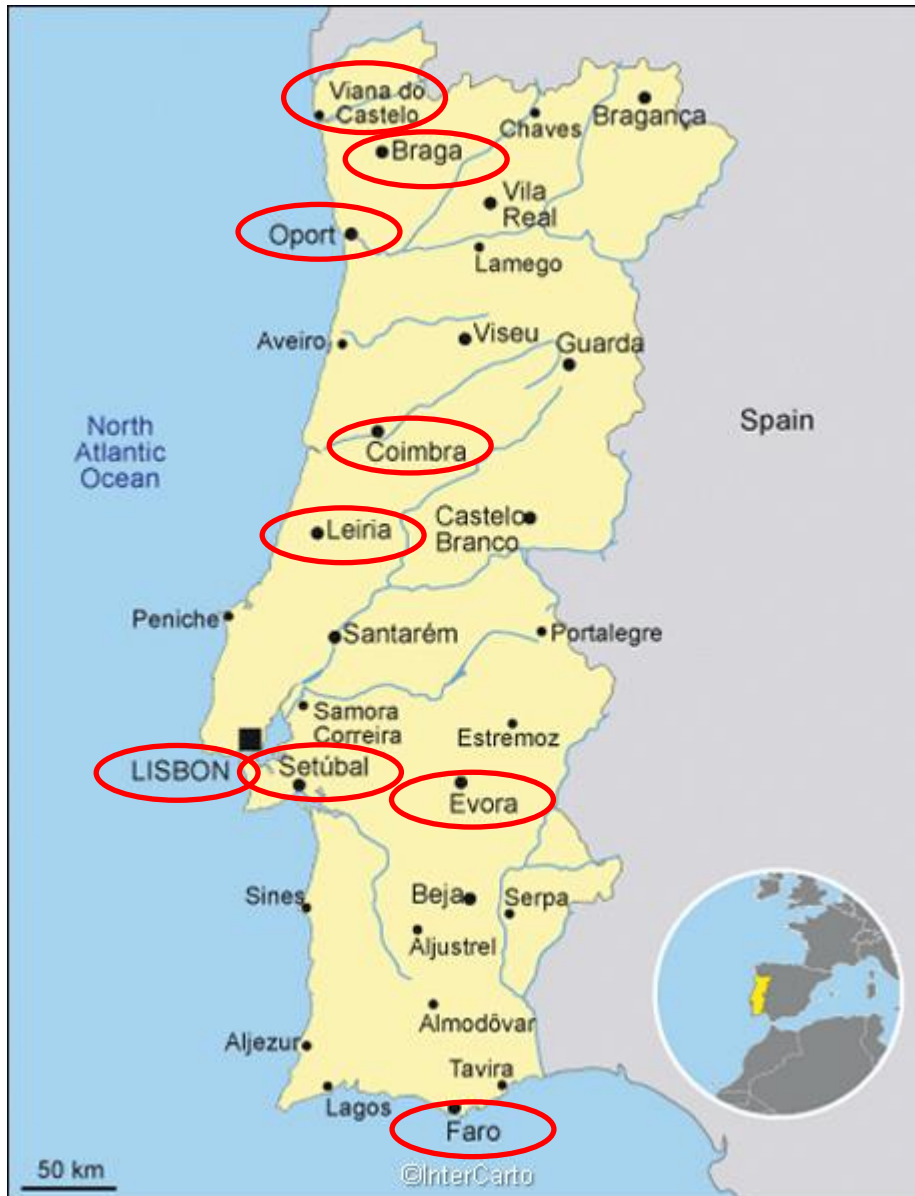 Viana do
Castelo
Chaves
Bragança
Braga
Vila
Real
Oport
Lamego
Aveiro
Viseu
Guarda
North
Atlantic
Ocean
Spain
Coimbra
Leiria
Castelo
Branco
Peniche
Santarém
Portalegre
Samora
Correira
Estremoz
LISBON
Setúbal
Evora
Sines
Beja
Serpa
Aljustrel
Almodôvar
Aljezur
Tavira
Lagos
Faro
50 km
©InterCarto